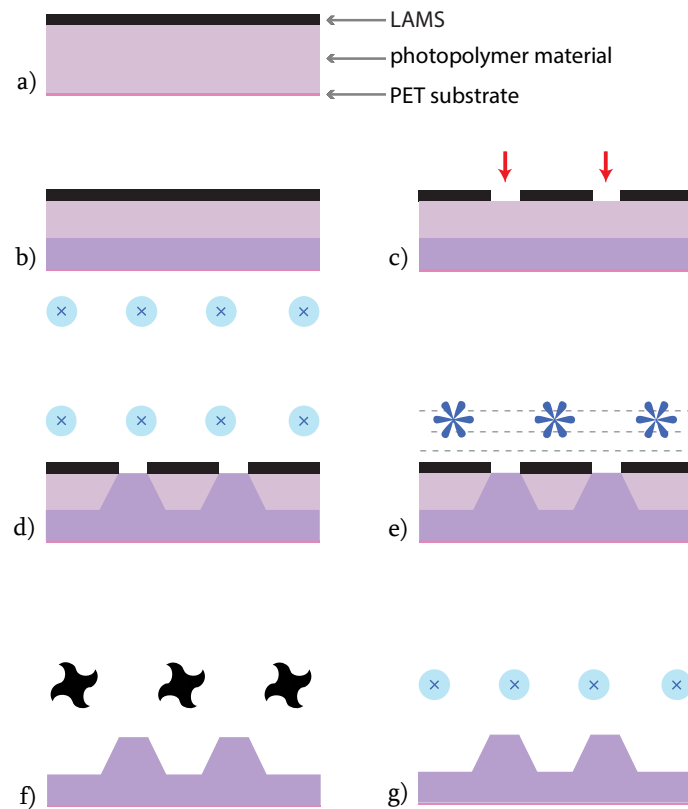 LAMS
photopolymer material
a)
PET substrate
b)
c)
d)
e)
f)
g)